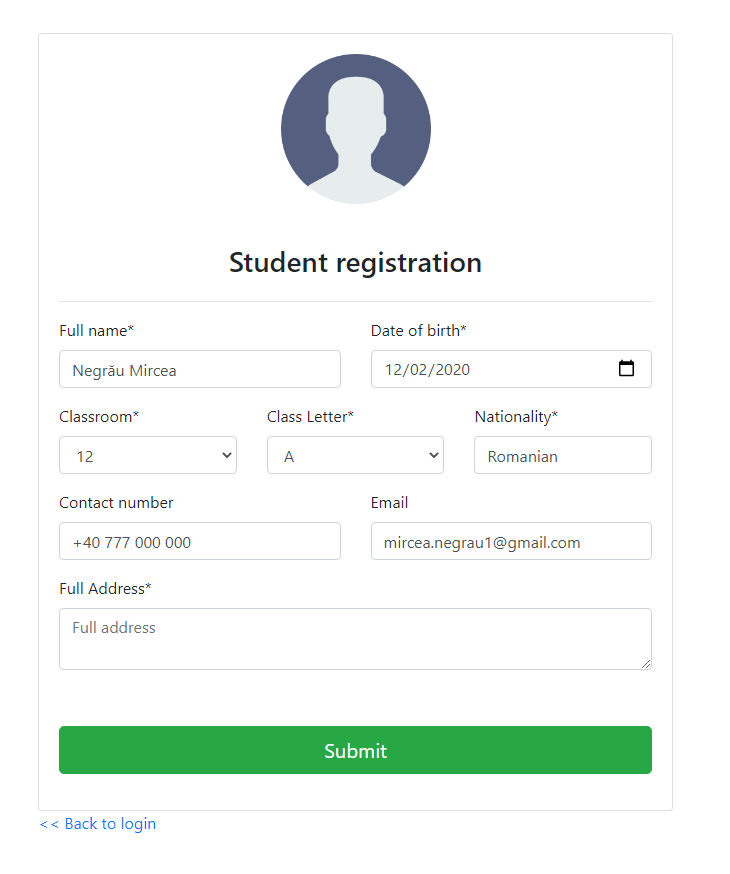 Student registration
Full name* Date of birth*
Negrău Mircea 12/02/2020
Classroom* Class Letter* Nationality*
12 A Romanian
Contact number Email
+40 777 000 000 mircea.negrau1@gmail.com
Full Address*
Full address
Submit
<< Back to login